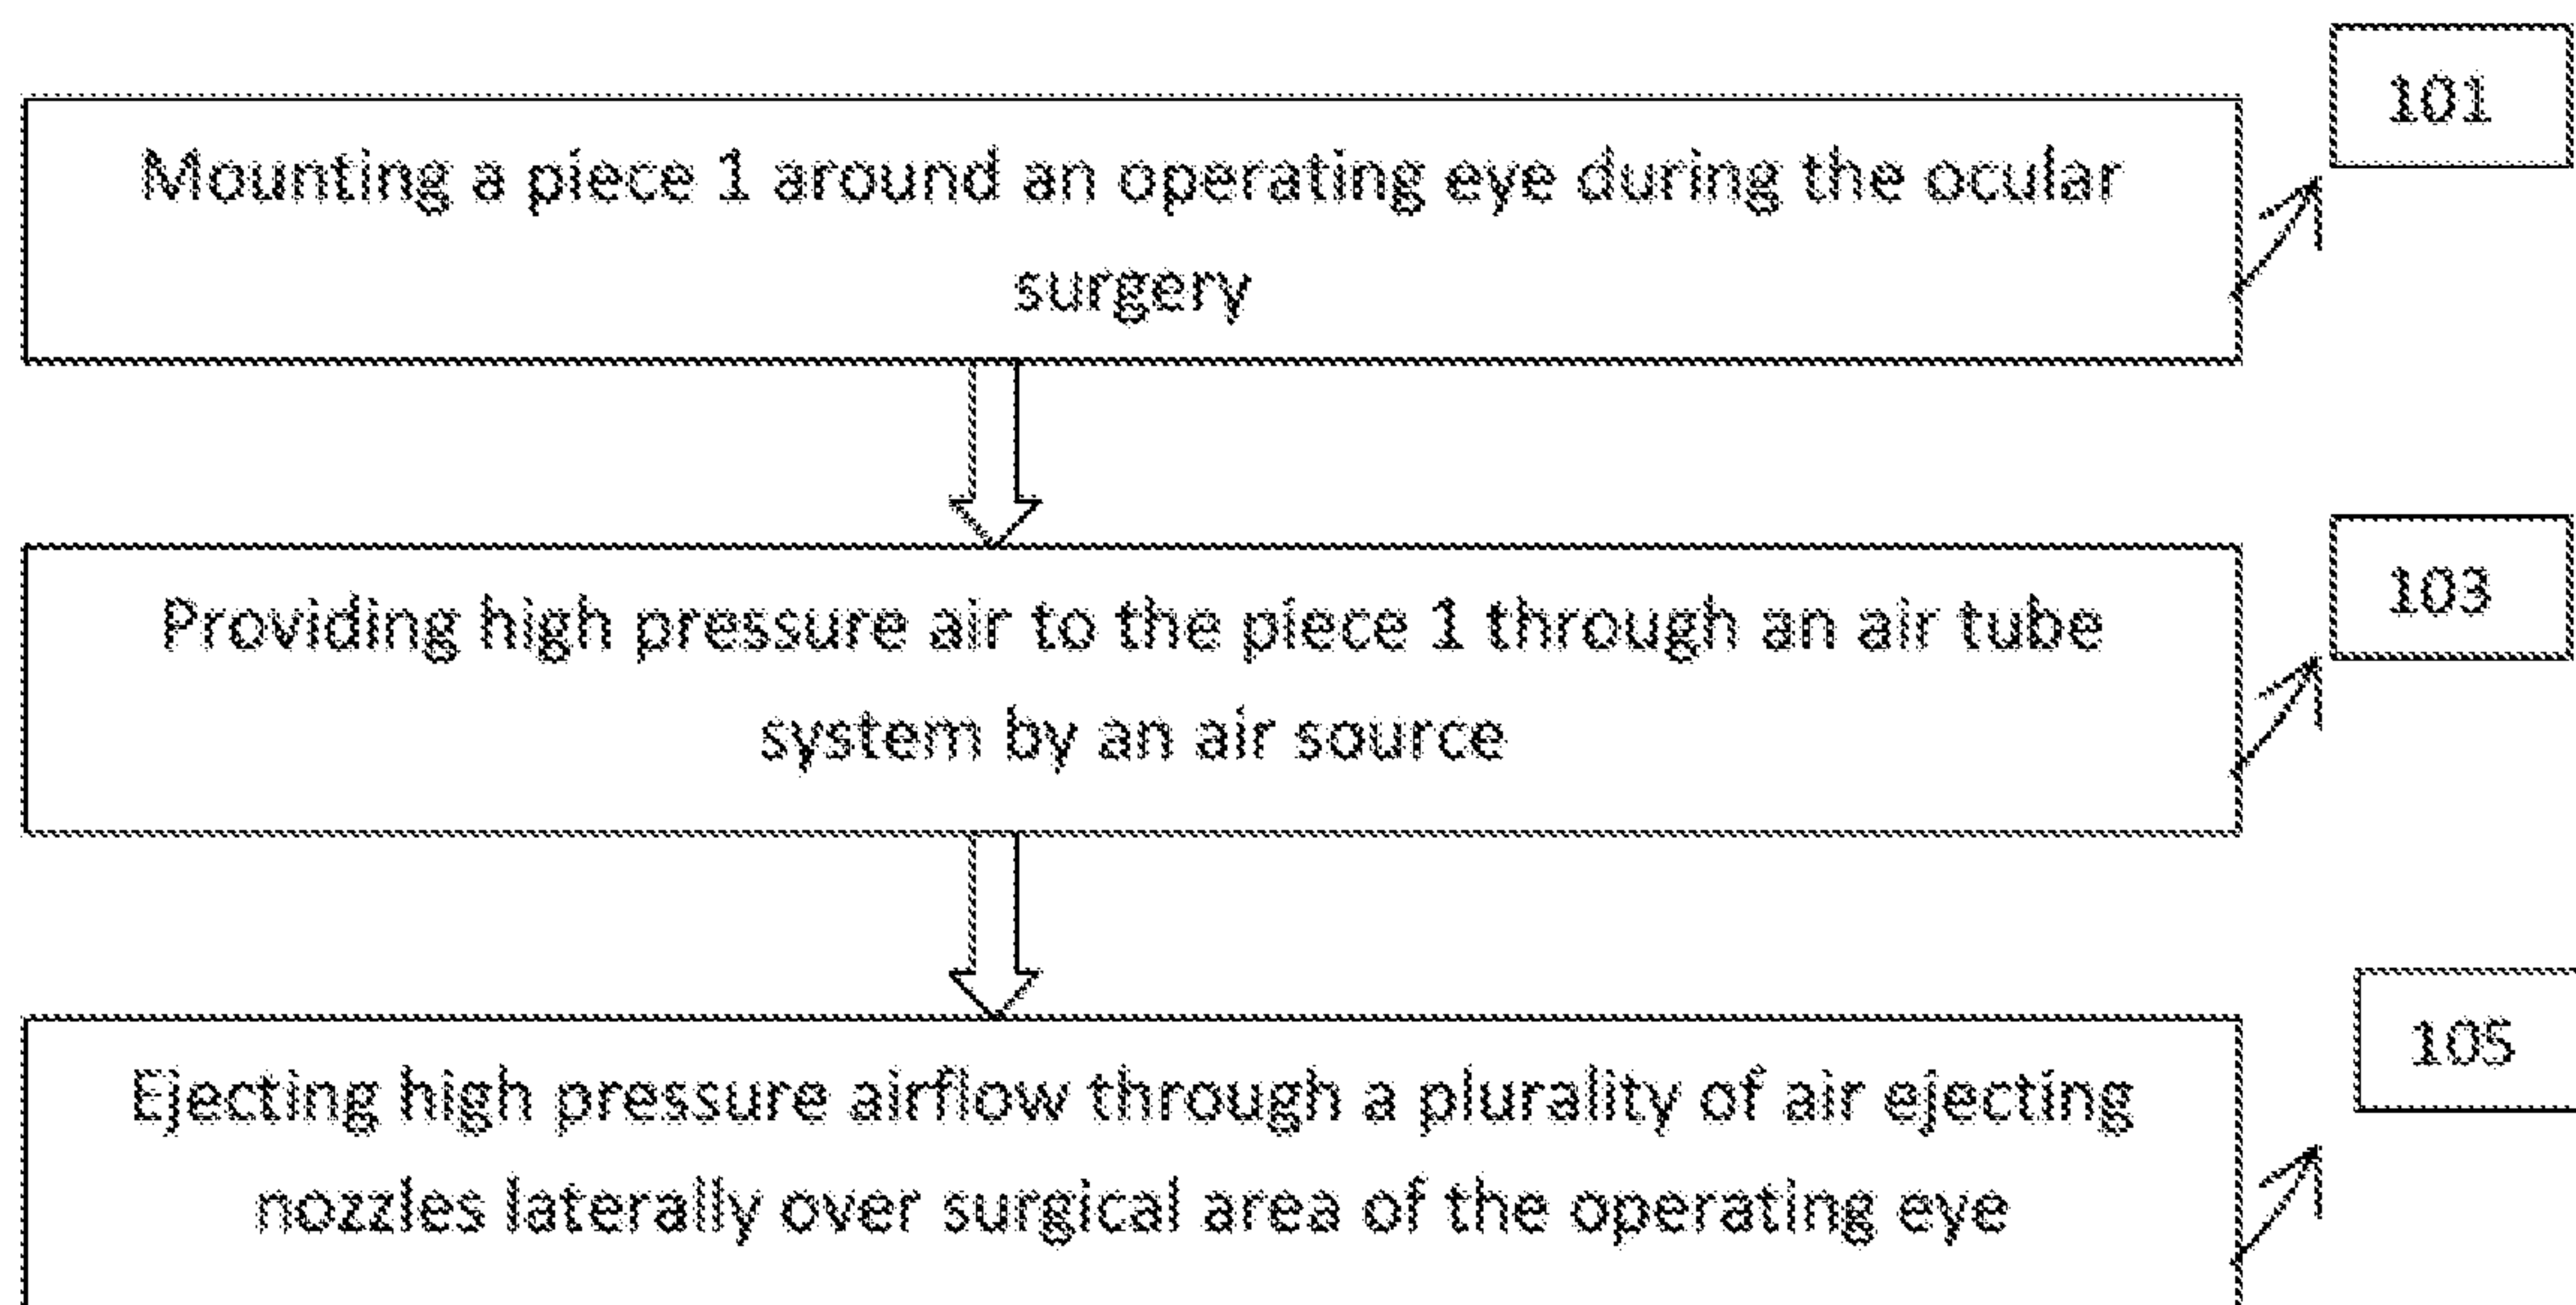 101
Mounting a piece 1 around an operating eye during the ocular
surgery
103
Providing high pressure air to the piece 1 through an air tube
system by an air source
105
Ejecting high pressure airflow through a plurality of air ejecting
nozzles laterally over surgical area of the operating eye